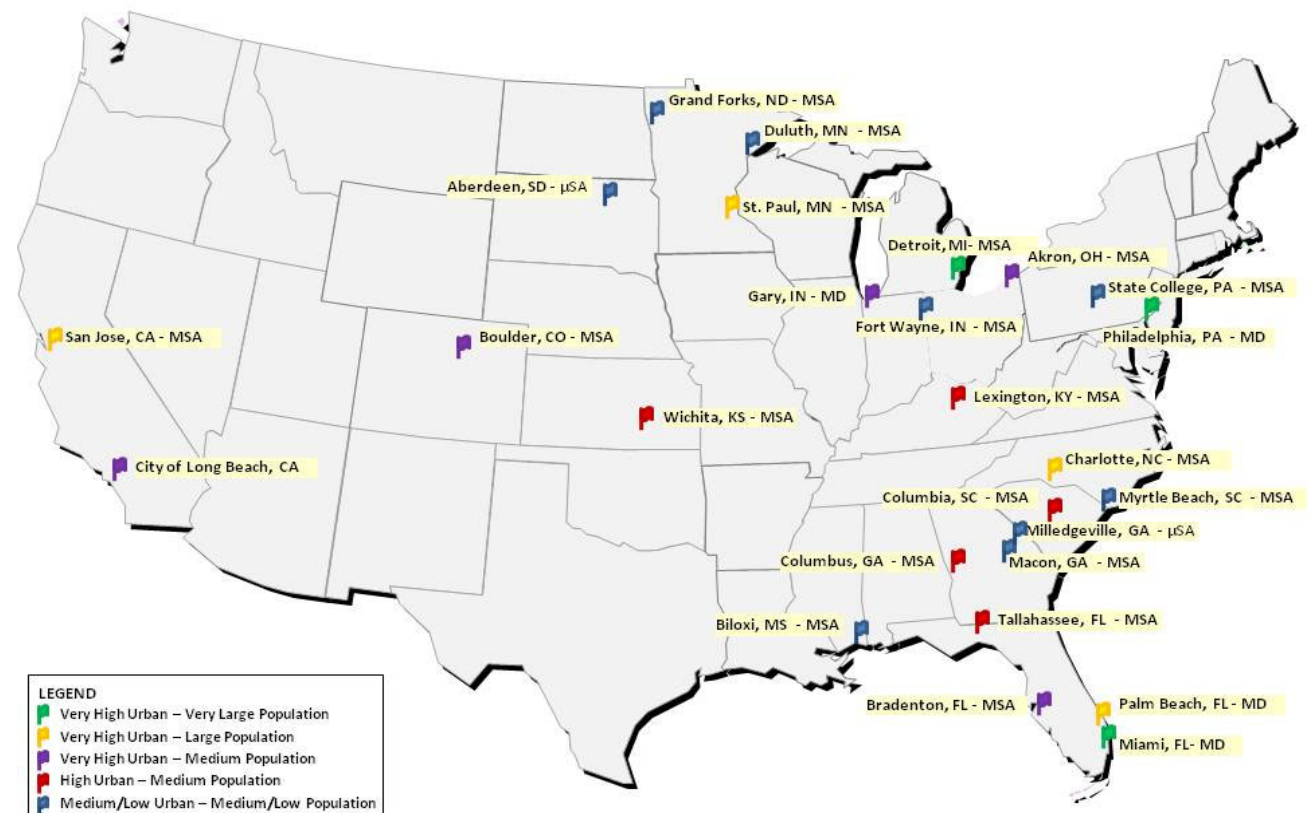 Grand Forks, ND - MSA
Duluth, MN - MSA
Aberdeen, SD - µSA
St. Paul, MN - MSA
Detroit, MI- MSA
Akron, OH - MSA
Gary, IN - MD
State College, PA - MSA
Fort Wayne, IN - MSA
Philadelphia, PA - MD
San Jose, CA - MSA
Boulder, CO - MSA
Lexington, KY - MSA
Wichita, KS - MSA
City of Long Beach, CA
Charlotte, NC - MSA
Columbia, SC - MSA
Myrtle Beach, SC - MSA
Milledgeville, GA - µSA
Columbus, GA - MSA
Macon, GA - MSA
Biloxi, MS - MSA
Tallahassee, FL - MSA
Bradenton, FL - MSA
Palm Beach, FL- MD
Miami, FL- MD
LEGEND
Very High Urban – Very Large Population
Very High Urban – Large Population
Very High Urban – Medium Population
High Urban – Medium Population
Medium/Low Urban – Medium/Low Population